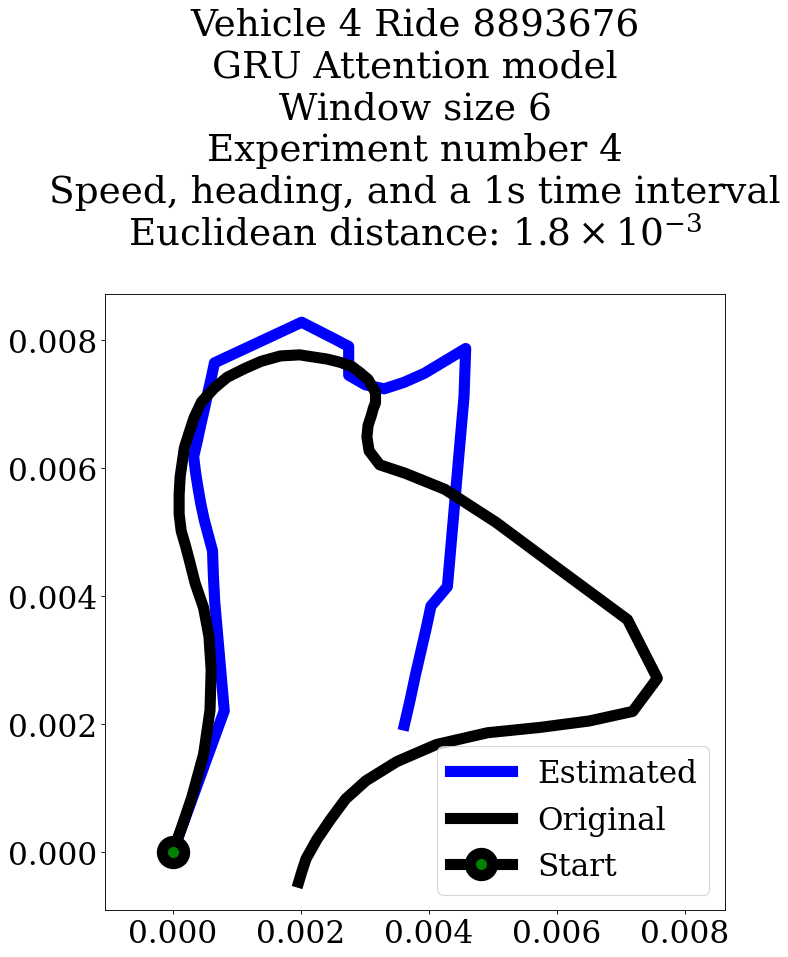 Vehicle 4 Ride 8893676
GRU Attention model
Window size 6
Experiment number 4
Speed, heading, and a 1s time interval
Euclidean distance: 1.8 × 10⁻³
0.008
0.006
0.004
0.002
0.000
Estimated
Original
Start
0.000 0.002 0.004 0.006 0.008